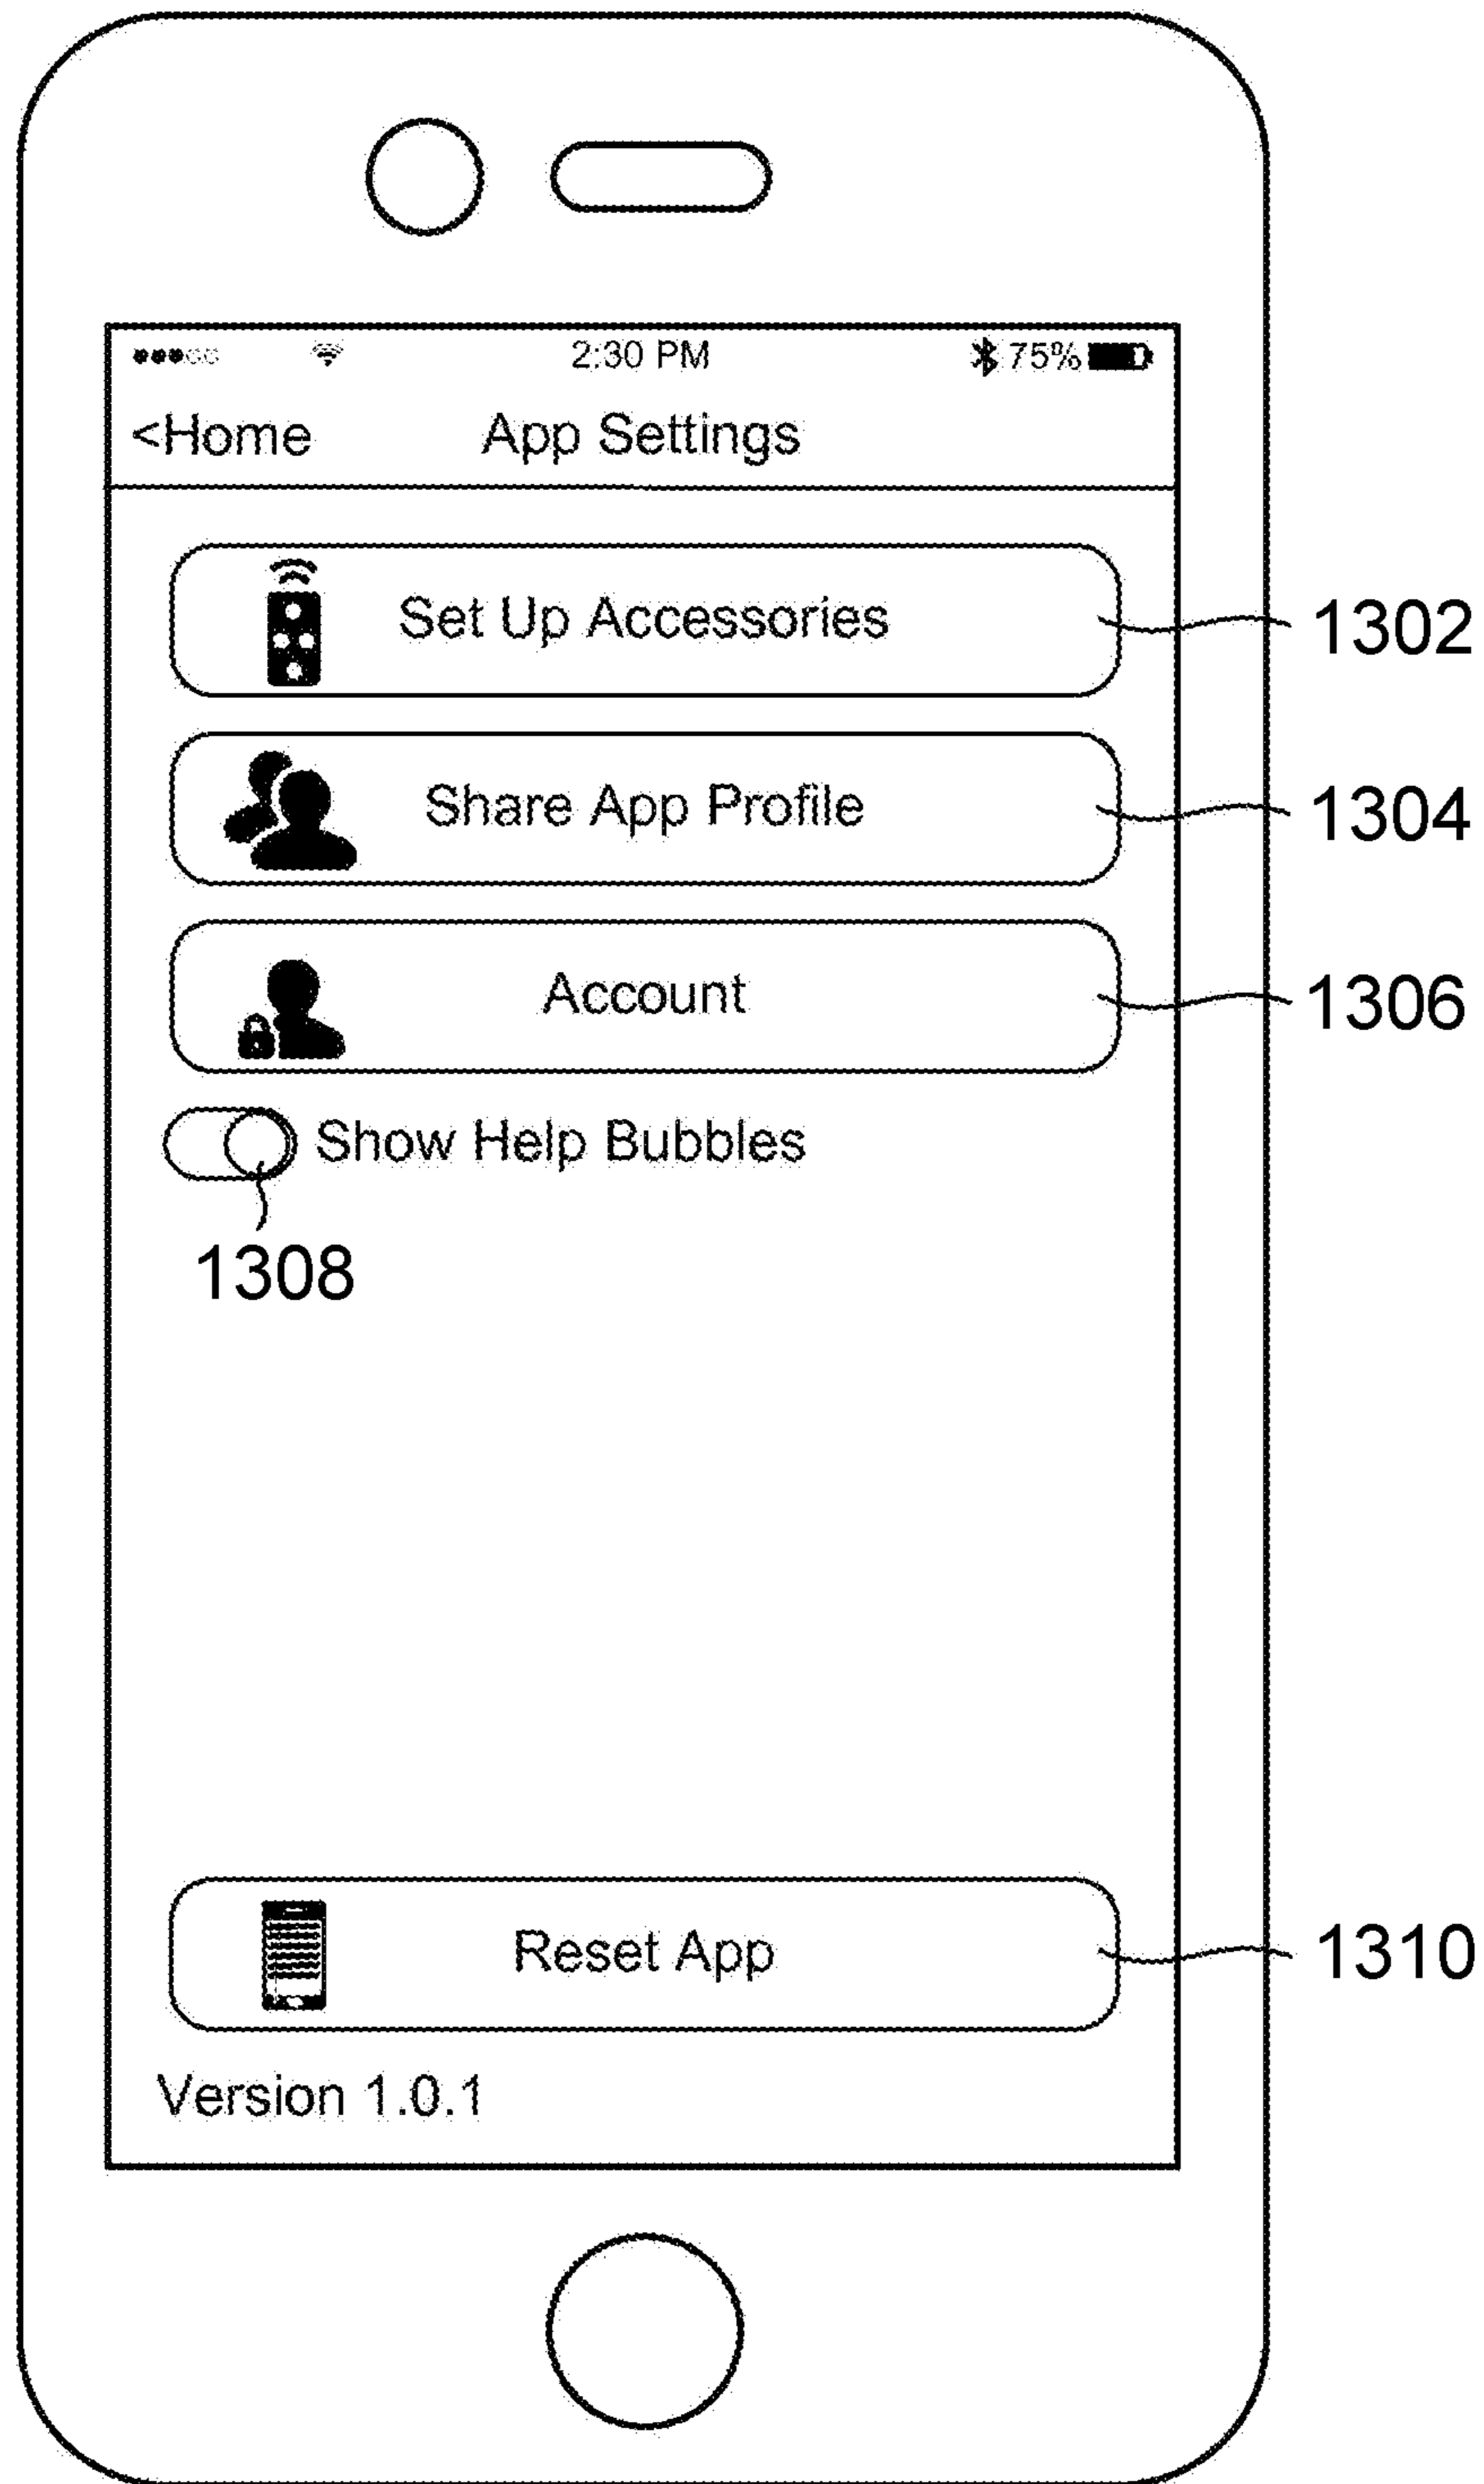 2:30 PM 75%
<Home App Settings
Set Up Accessories 1302
Share App Profile 1304
Account 1306
Show Help Bubbles
1308
Reset App 1310
Version 1.0.1